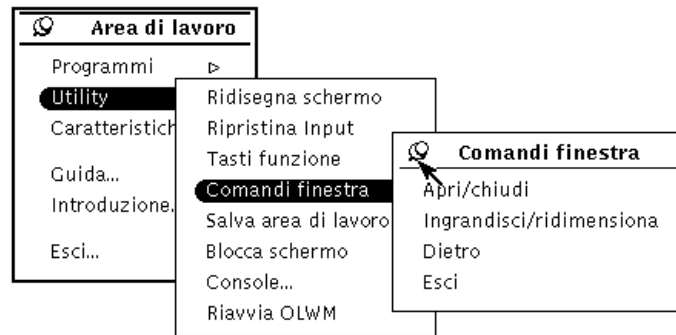 Area di lavoro
Programmi
Utility
Caratteristich
Guida...
Introduzione.
Esci...
Ridisegna schermo
Ripristina Input
Tasti funzione
Comandi finestra
Salva area di lavoro
Blocca schermo
Console...
Riavvia OLWM
Comandi finestra
Apri/chiudi
Ingrandisci/ridimensiona
Dietro
Esci